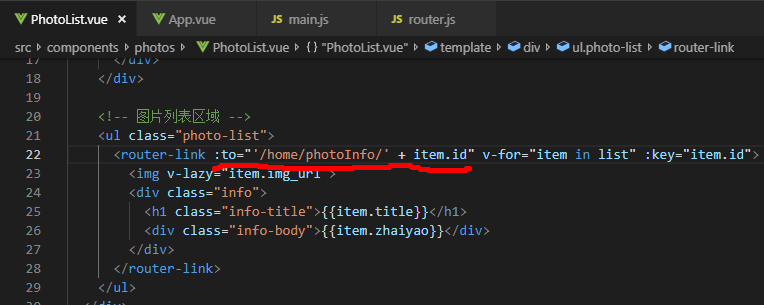 PhotoList.vue App.vue JS main.js JS router.js
src > components > photos > PhotoList.vue > {} "PhotoList.vue" > template > div > ul.photo-list > router-link
17 </div>
18 </div>
19
20 <!-- 图片列表区域 -->
21 <ul class="photo-list">
22 <router-link :to="'/home/photoInfo/' + item.id" v-for="item in list" :key="item.id">
23 <img v-lazy="item.img_url">
24 <div class="info">
25 <h1 class="info-title">{{item.title}}</h1>
26 <div class="info-body">{{item.zhaiyao}}</div>
27 </div>
28 </router-link>
29 </ul>
30 </div>